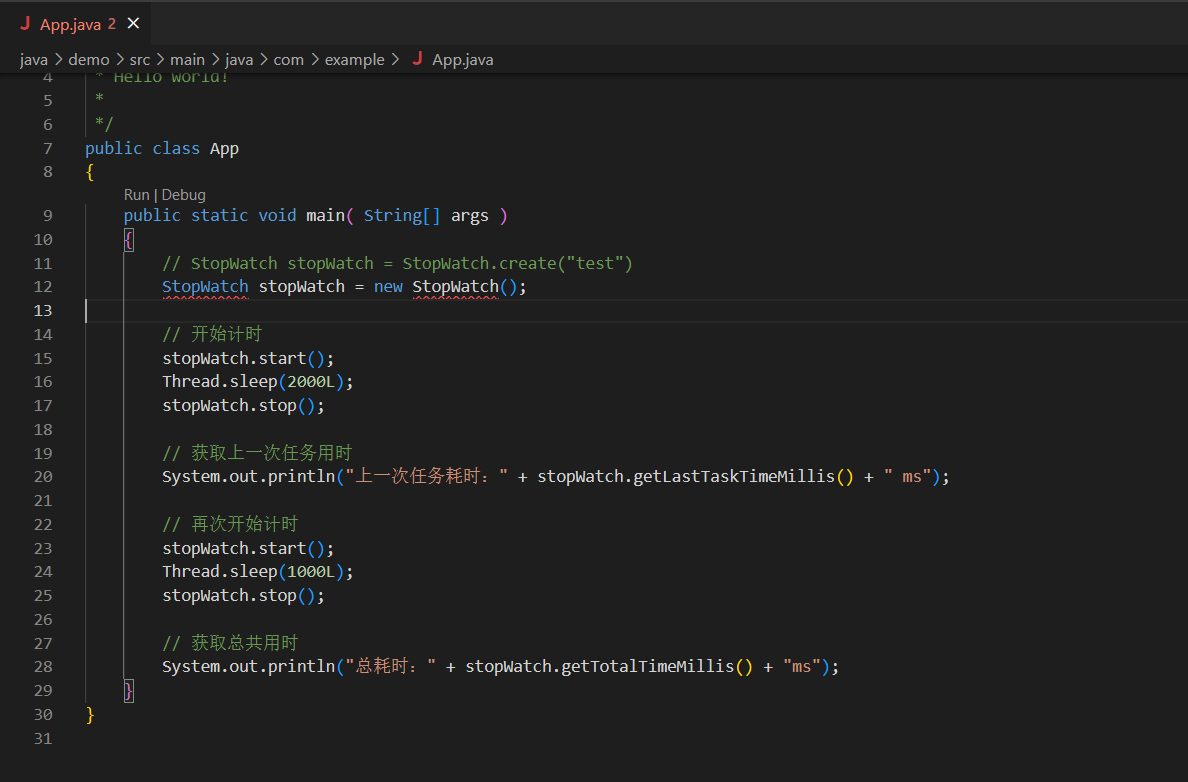 J App.java 2 ×
java > demo > src > main > java > com > example > J App.java
4 * Hello world!
5 *
6 */
7 public class App
8 {
Run | Debug
9 public static void main( String[] args )
10 {
11 // StopWatch stopWatch = StopWatch.create("test")
12 StopWatch stopWatch = new StopWatch();
13
14 // 开始计时
15 stopWatch.start();
16 Thread.sleep(2000L);
17 stopWatch.stop();
18
19 // 获取上一次任务用时
20 System.out.println("上一次任务耗时：" + stopWatch.getLastTaskTimeMillis() + " ms");
21
22 // 再次开始计时
23 stopWatch.start();
24 Thread.sleep(1000L);
25 stopWatch.stop();
26
27 // 获取总共用时
28 System.out.println("总耗时：" + stopWatch.getTotalTimeMillis() + "ms");
29 }
30 }
31